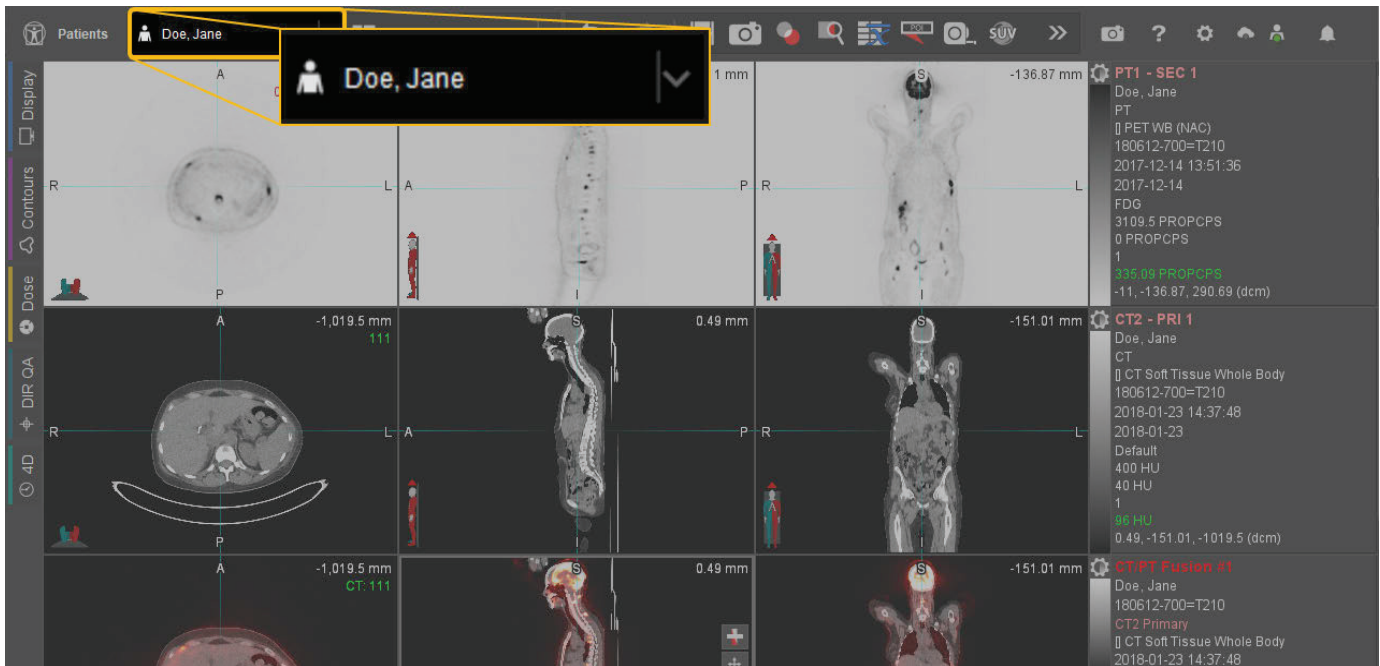 Patients
Doe, Jane
Doe, Jane
POI
SUV
Display
Contours
Dose
DIR QA
4D
A
1 mm
S
-136.87 mm
R
L
A
P
R
L
P
I
A
I
PT1 - SEC 1
Doe, Jane
PT
[] PET WB (NAC)
180612-700=T210
2017-12-14 13:51:36
2017-12-14
FDG
3109.5 PROPCPS
0 PROPCPS
1
335.09 PROPCPS
-11, -136.87, 290.69 (dcm)
A
-1,019.5 mm
111
S
0.49 mm
S
-151.01 mm
R
L
A
P
R
L
P
I
A
I
CT2 - PRI 1
Doe, Jane
CT
[] CT Soft Tissue Whole Body
180612-700=T210
2018-01-23 14:37:48
2018-01-23
Default
400 HU
40 HU
1
96 HU
0.49, -151.01, -1019.5 (dcm)
A
-1,019.5 mm
CT: 111
S
0.49 mm
S
-151.01 mm
CT/PT Fusion #1
Doe, Jane
180612-700=T210
CT2 Primary
[] CT Soft Tissue Whole Body
2018-01-23 14:37:48